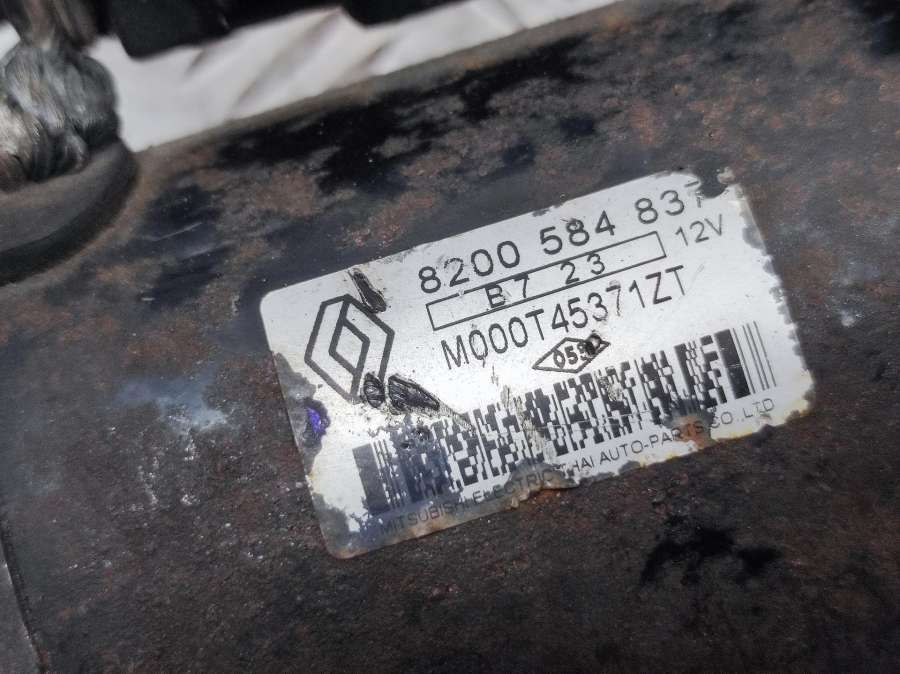 8200 584 837
B7 23 12V
M000T45371ZT
MITSUBISHI ELECTRIC THAI AUTO-PARTS CO.,LTD